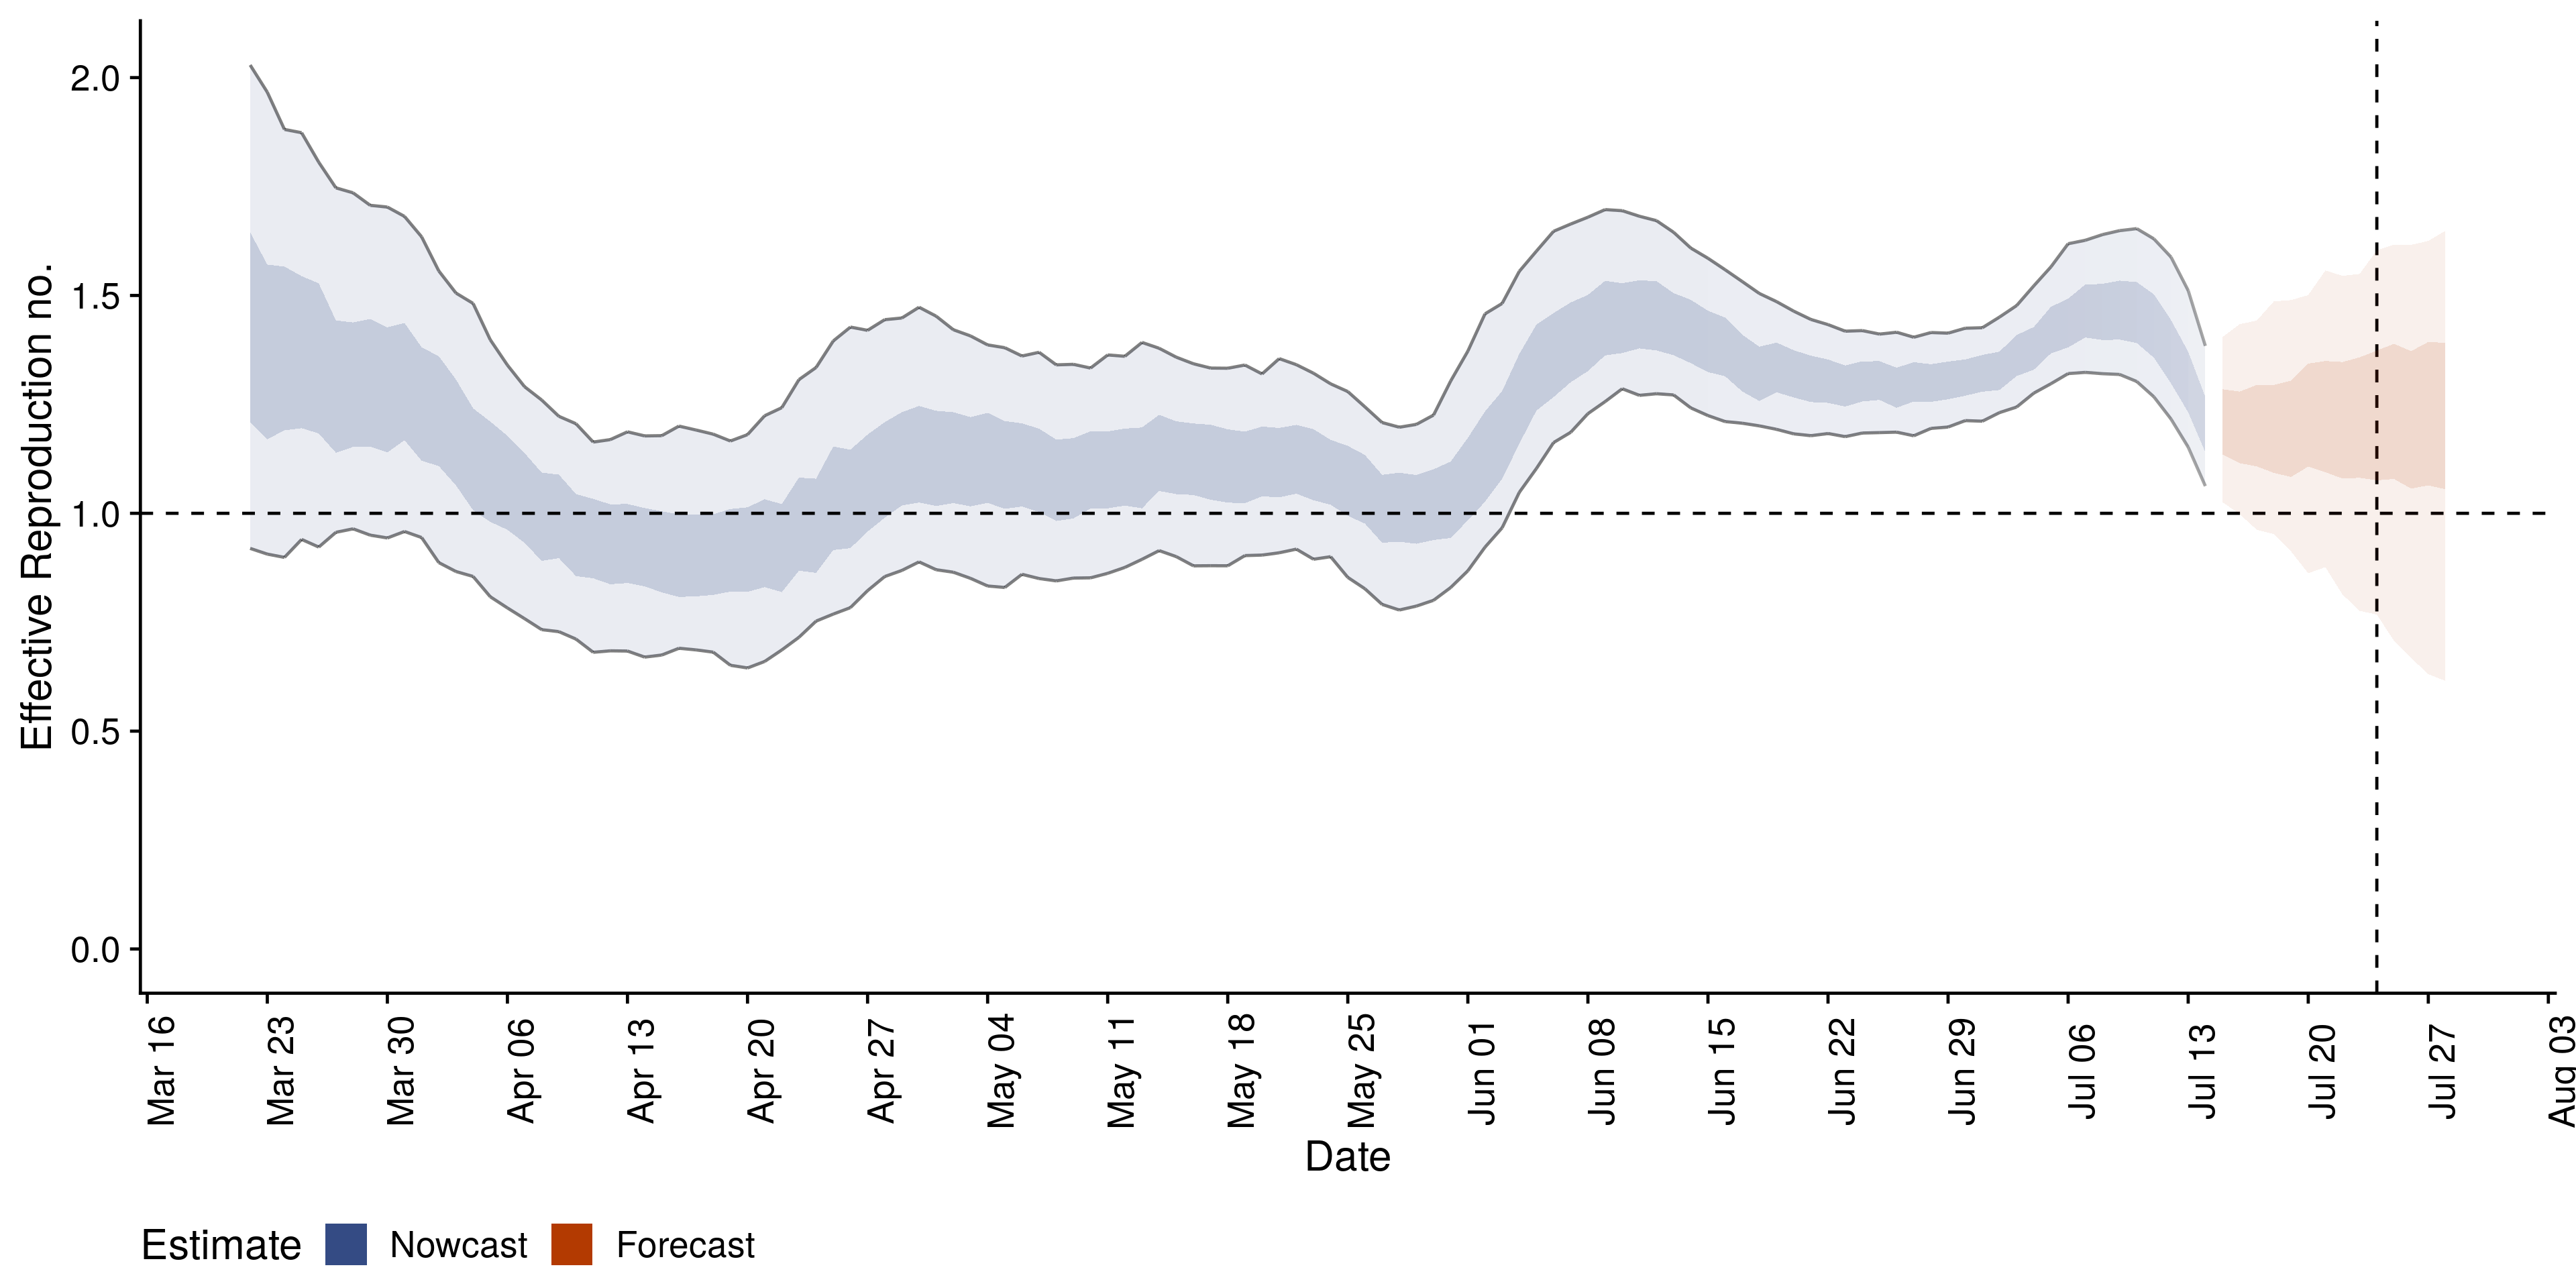 Effective Reproduction no.
2.0
1.5
1.0
0.5
0.0
Mar 16
Mar 23
Mar 30
Apr 06
Apr 13
Apr 20
Apr 27
May 04
May 11
May 18
May 25
Jun 01
Jun 08
Jun 15
Jun 22
Jun 29
Jul 06
Jul 13
Jul 20
Jul 27
Aug 03
Date
Estimate Nowcast Forecast